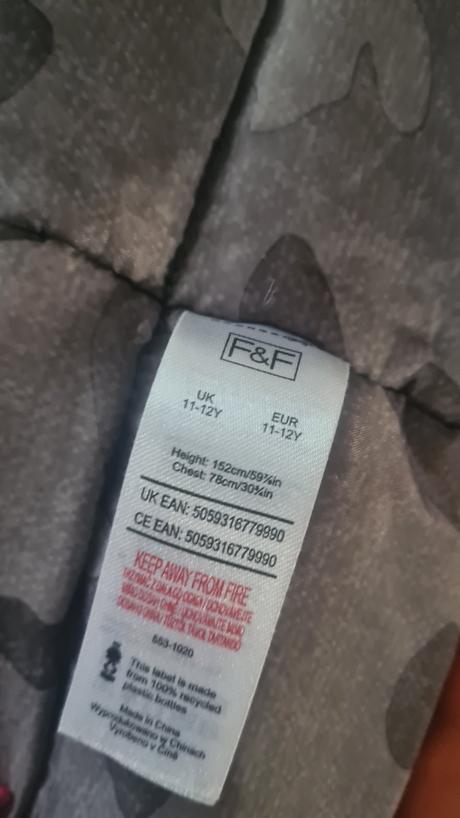 F&F
UK
11-12Y
EUR
11-12Y
Height: 152cm/59¾in
Chest: 78cm/30¾in
UK EAN: 5059316779990
CE EAN: 5059316779990
KEEP AWAY FROM FIRE
553-1020
This label is made
from 100% recycled
plastic bottles
Made in China
Wyprodukowano w Chinach
Vyrobeno v Číně